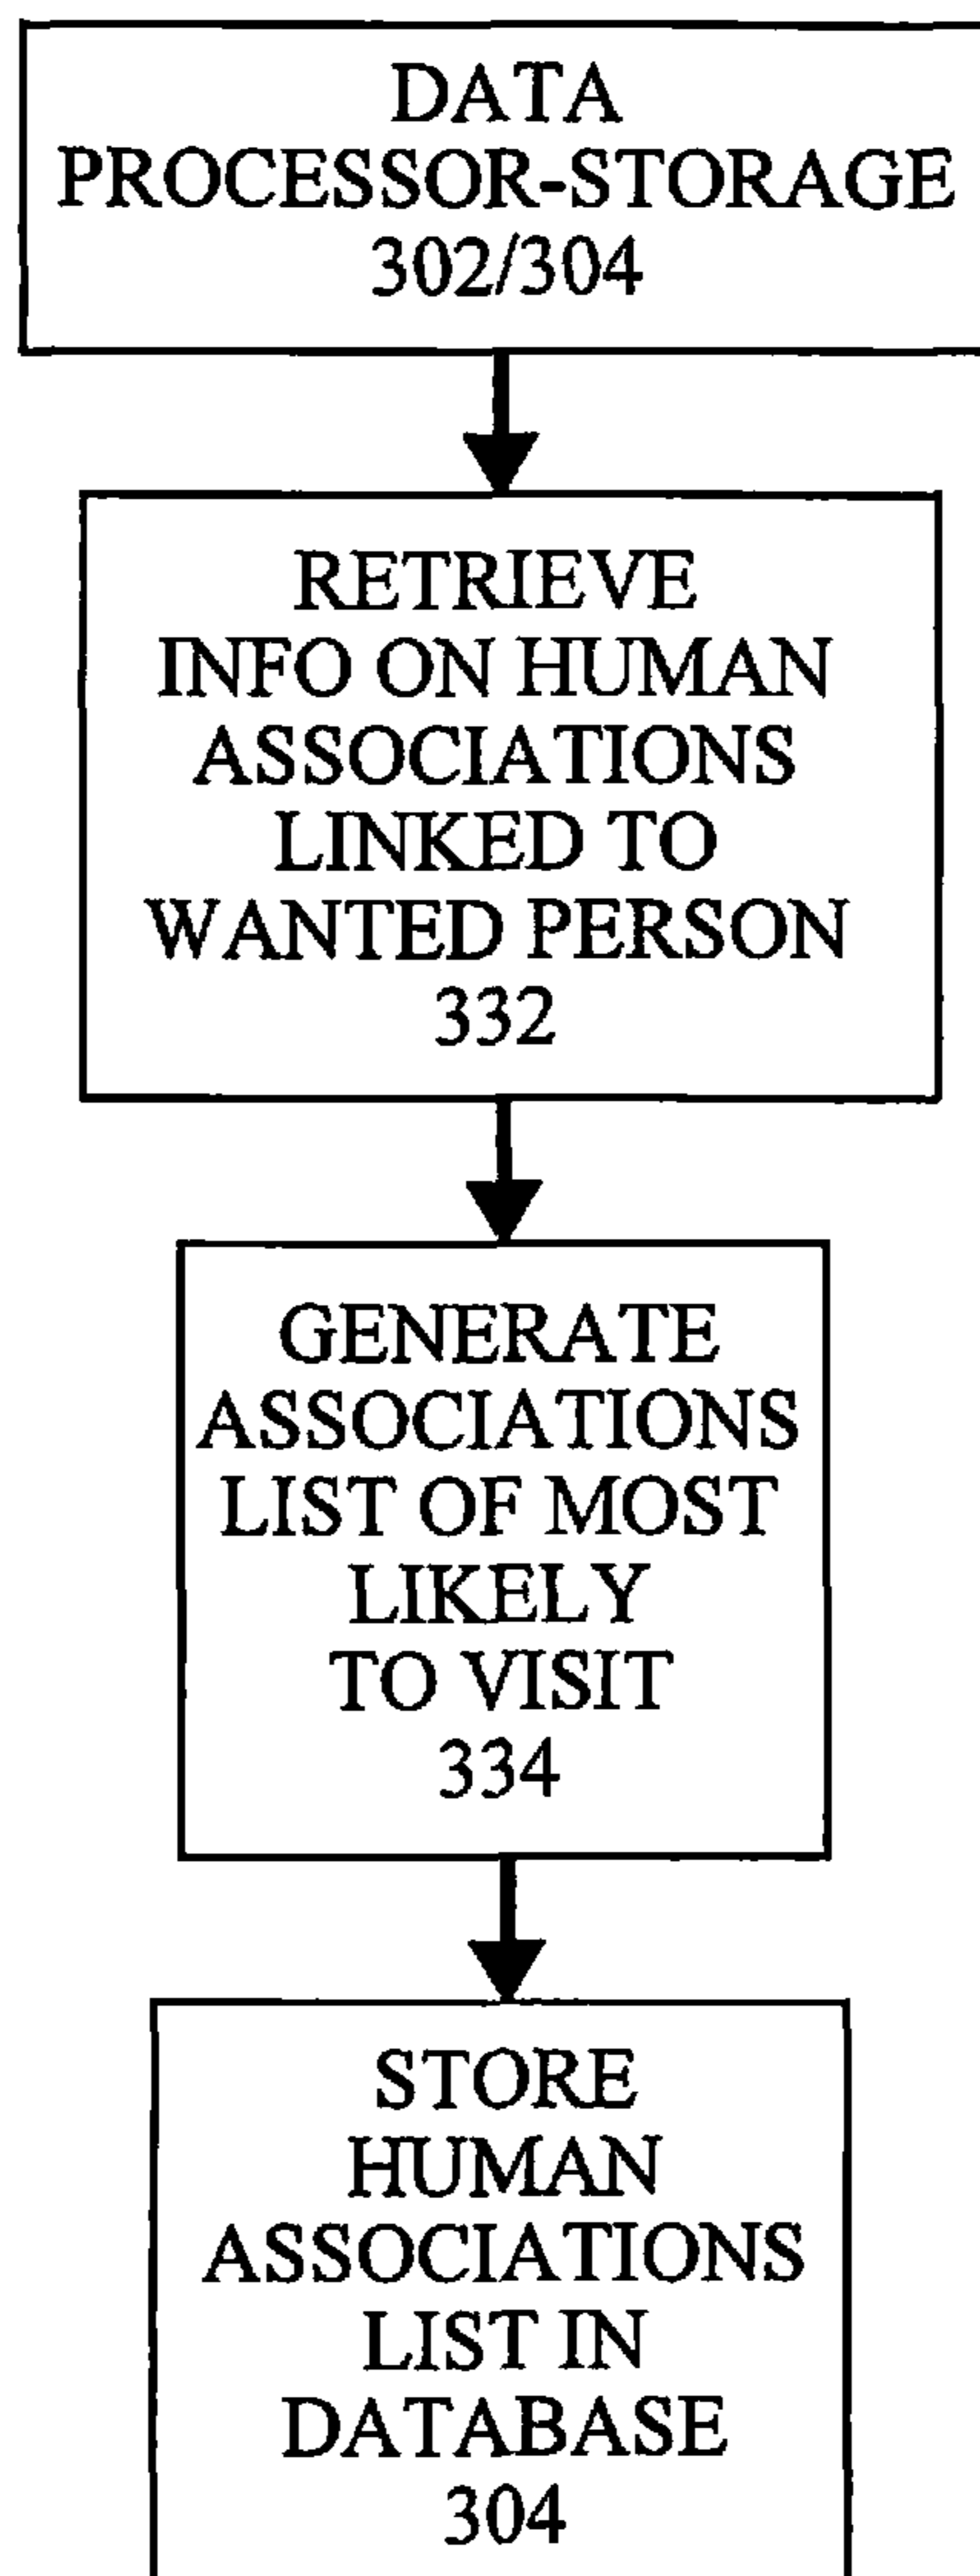 DATA
PROCESSOR-STORAGE
302/304
RETRIEVE
INFO ON HUMAN
ASSOCIATIONS
LINKED TO
WANTED PERSON
332
GENERATE
ASSOCIATIONS
LIST OF MOST
LIKELY
TO VISIT
334
STORE
HUMAN
ASSOCIATIONS
LIST IN
DATABASE
304